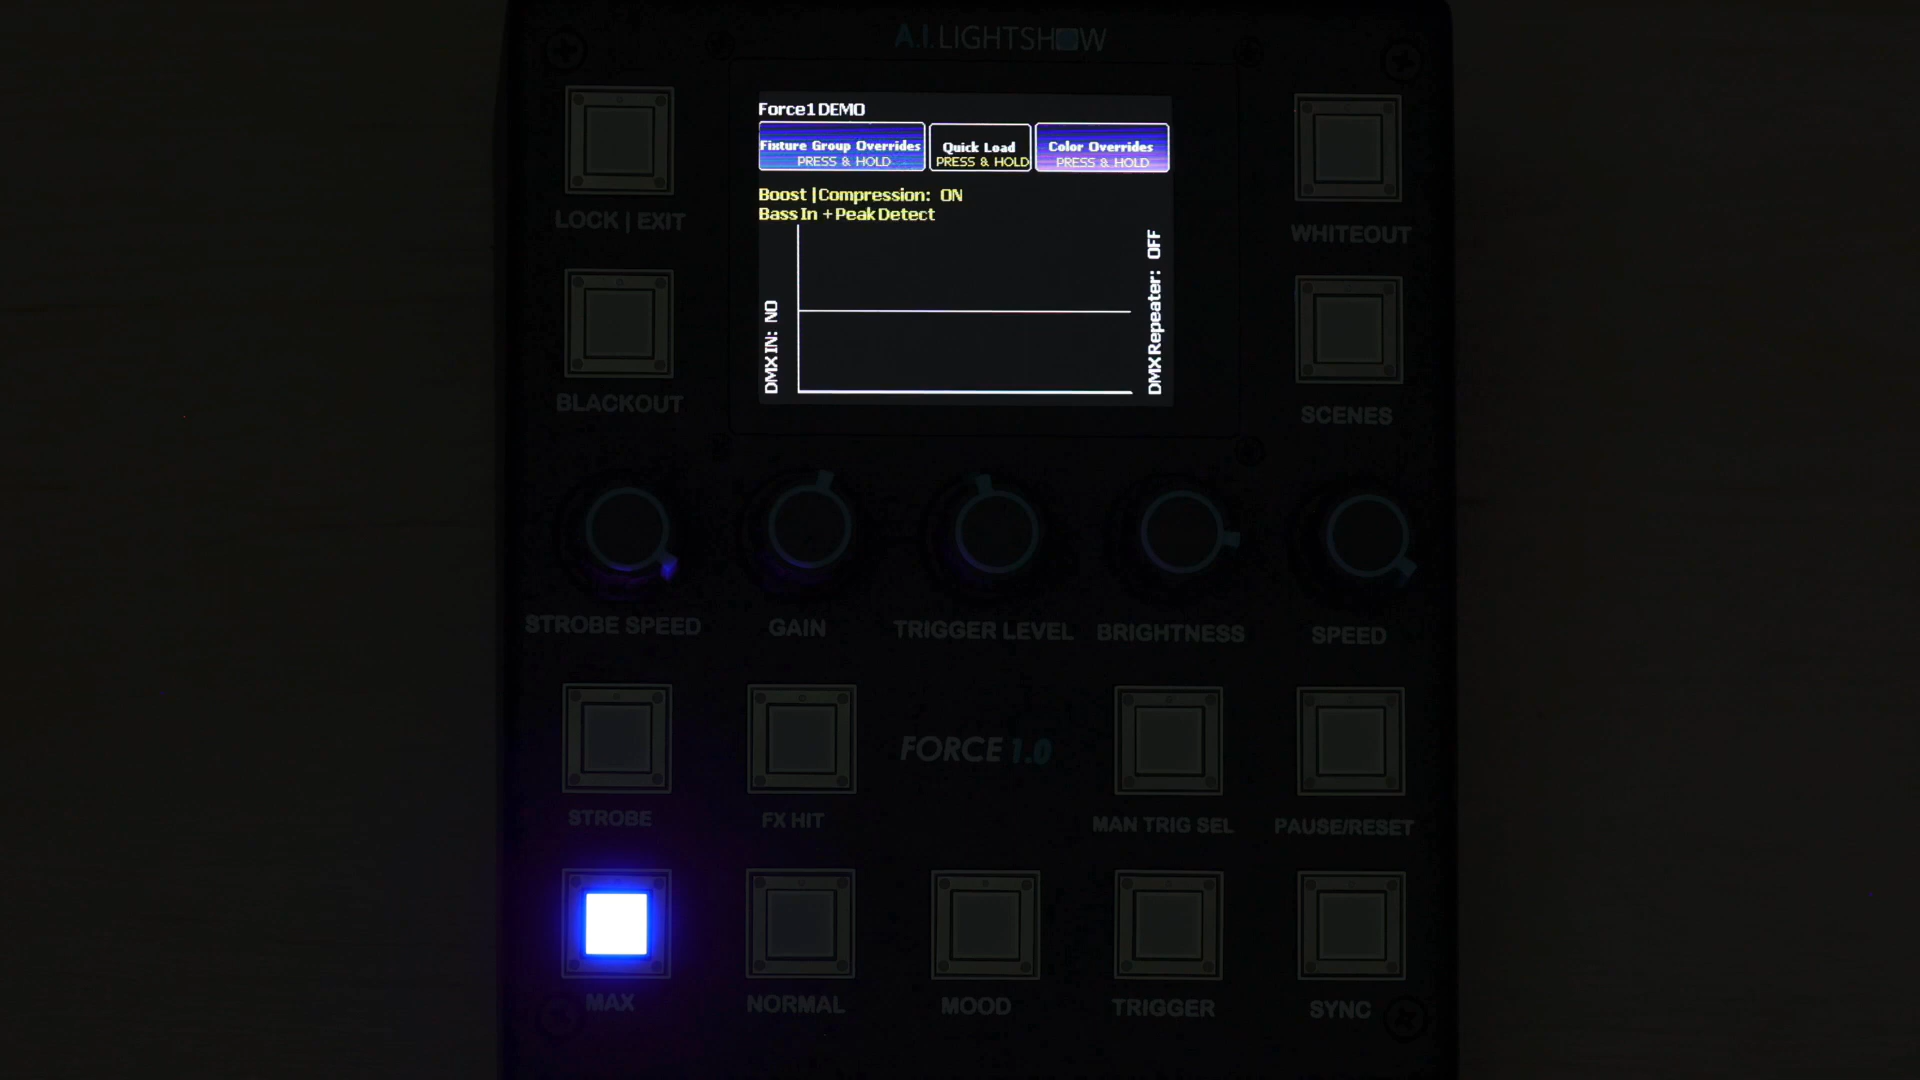 A.I.LIGHTSHOW
Force1 DEMO
Fixture Group Overrides
PRESS & HOLD
Quick Load
PRESS & HOLD
Color Overrides
PRESS & HOLD
Boost | Compression: ON
Bass In + Peak Detect
DMX IN: NO
DMX Repeater: OFF
LOCK | EXIT
WHITEOUT
BLACKOUT
SCENES
STROBE SPEED
GAIN
TRIGGER LEVEL
BRIGHTNESS
SPEED
FORCE 1.0
STROBE
FX HIT
MAN TRIG SEL
PAUSE/RESET
MAX
NORMAL
MOOD
TRIGGER
SYNC